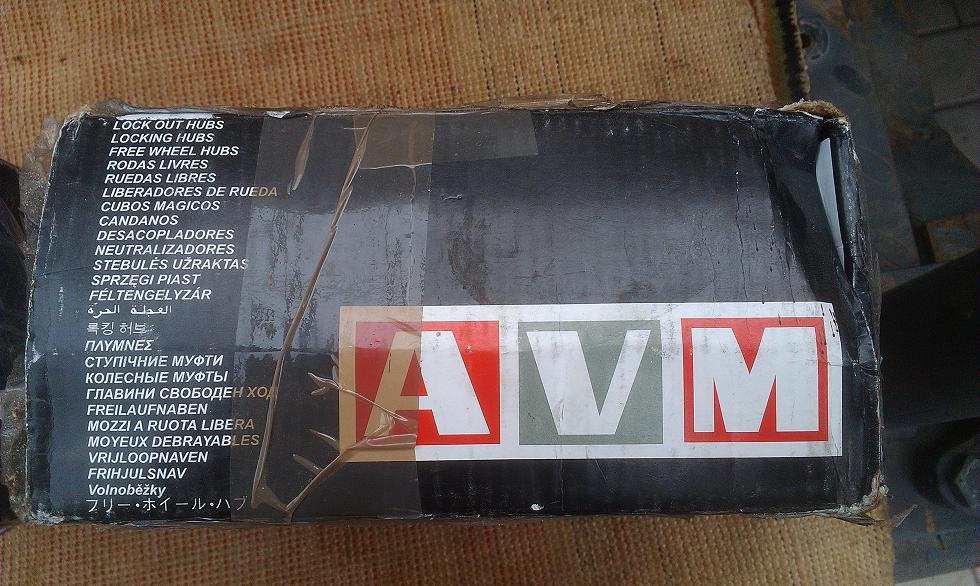 LOCK OUT HUBS
LOCKING HUBS
FREE WHEEL HUBS
RODAS LIVRES
RUEDAS LIBRES
LIBERADORES DE RUEDA
CUBOS MAGICOS
CANDANOS
DESACOPLADORES
NEUTRALIZADORES
STEBULĖS UŽRAKTAS
SPRZĘGI PIAST
FÉLTENGELYZÁR
العجلة الحرة
록킹 허브
ΠΛΥΜΝΕΣ
СТУПІЧНИЕ МУФТИ
КОЛЕСНЫЕ МУФТЫ
ГЛАВИНИ СВОБОДЕН ХОД
FREILAUFNABEN
MOZZI A RUOTA LIBERA
MOYEUX DEBRAYABLES
VRIJLOOPNAVEN
FRIHJULSNAV
Volnoběžky
フリー・ホイール・ハブ
AVM